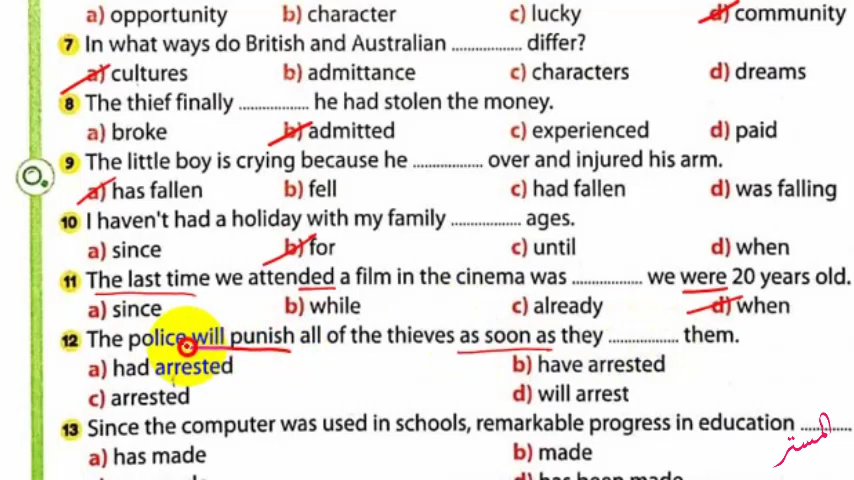 a) opportunity b) character c) lucky d) community
7 In what ways do British and Australian ............... differ?
a) cultures b) admittance c) characters d) dreams
8 The thief finally ............... he had stolen the money.
a) broke b) admitted c) experienced d) paid
9 The little boy is crying because he ............... over and injured his arm.
a) has fallen b) fell c) had fallen d) was falling
10 I haven't had a holiday with my family ............... ages.
a) since b) for c) until d) when
11 The last time we attended a film in the cinema was ............... we were 20 years old.
a) since b) while c) already d) when
12 The police will punish all of the thieves as soon as they ............... them.
a) had arrested b) have arrested
c) arrested d) will arrest
13 Since the computer was used in schools, remarkable progress in education ...........
a) has made b) made
d) has been made
المستر